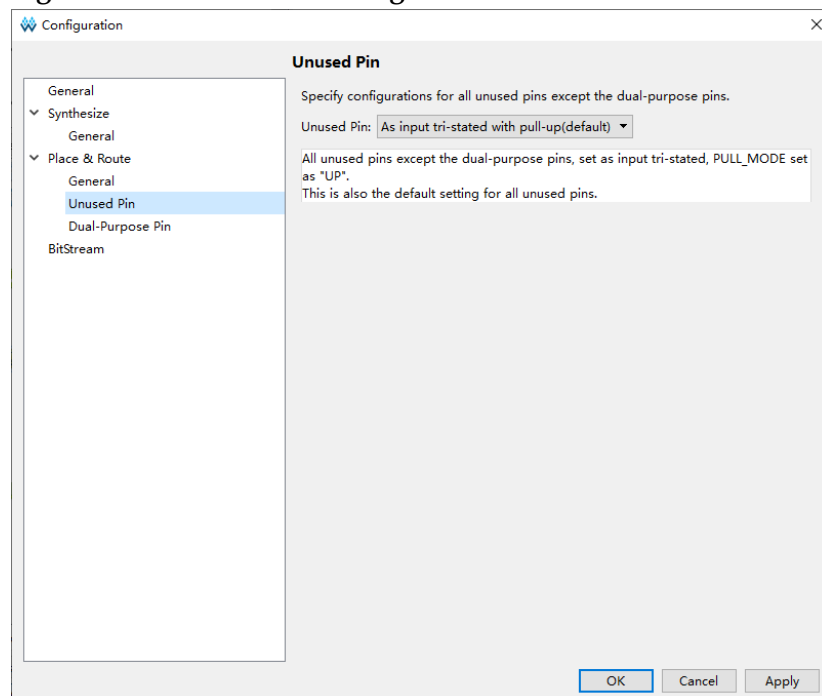 Configuration
Unused Pin
General
Synthesize
General
Place & Route
General
Unused Pin
Dual-Purpose Pin
BitStream
Specify configurations for all unused pins except the dual-purpose pins.
Unused Pin: As input tri-stated with pull-up(default)
All unused pins except the dual-purpose pins, set as input tri-stated, PULL_MODE set
as "UP".
This is also the default setting for all unused pins.
OK Cancel Apply